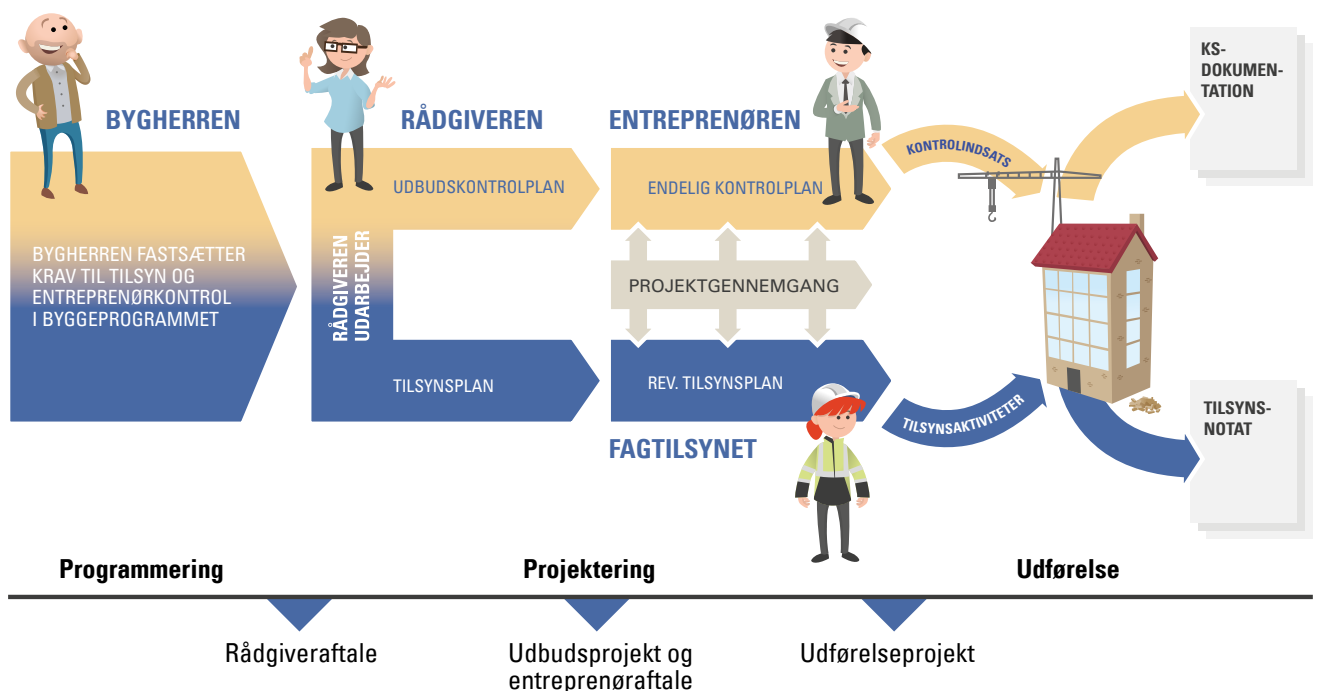 BYGHERREN
RÅDGIVEREN
ENTREPRENØREN
BYGHERREN FASTSÆTTER
KRAV TIL TILSYN OG
ENTREPRENØRKONTROL
I BYGGEPROGRAMMET
RÅDGIVEREN
UDARBEJDER
UDBUDSKONTROLPLAN
TILSYNSPLAN
ENDELIG KONTROLPLAN
PROJEKTGENNEMGANG
REV. TILSYNSPLAN
FAGTILSYNET
KONTROLINDSATS
TILSYNSAKTIVITETER
KS-
DOKUMEN-
TATION
TILSYNS-
NOTAT
Programmering
Projektering
Udførelse
Rådgiveraftale
Udbudsprojekt og
entreprenøraftale
Udførelseprojekt